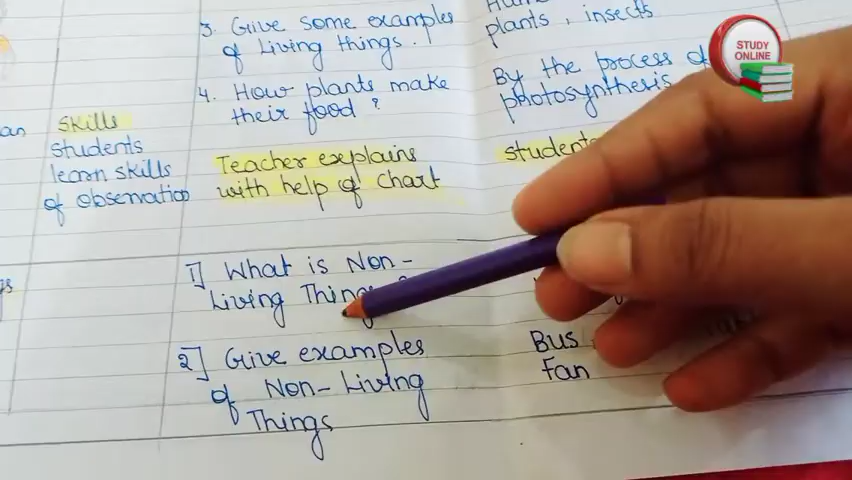 3. Give some examples
of Living things.
plants, insects
4. How plants make
their food?
By the process of
photosynthesis
an
Skills
students
learn skills
of observation
Teacher explains
with help of chart
students
1] What is Non-
Living Things ?
2] Give examples
of Non-Living
Things
Bus
Fan
STUDY
ONLINE